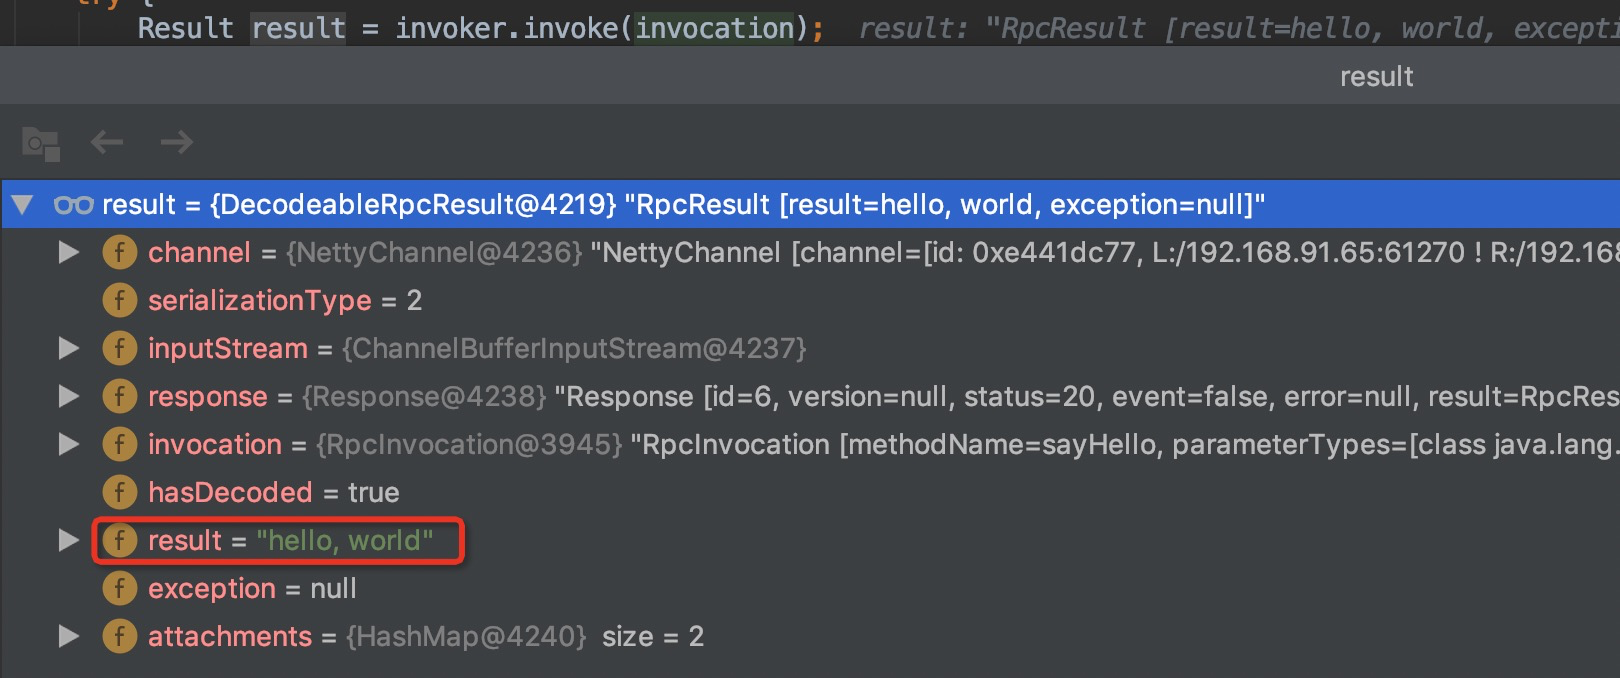 try {
Result result = invoker.invoke(invocation); result: "RpcResult [result=hello, world, excepti
result
result = {DecodeableRpcResult@4219} "RpcResult [result=hello, world, exception=null]"
f channel = {NettyChannel@4236} "NettyChannel [channel=[id: 0xe441dc77, L:/192.168.91.65:61270 ! R:/192.168
f serializationType = 2
f inputStream = {ChannelBufferInputStream@4237}
f response = {Response@4238} "Response [id=6, version=null, status=20, event=false, error=null, result=RpcRes
f invocation = {RpcInvocation@3945} "RpcInvocation [methodName=sayHello, parameterTypes=[class java.lang.
f hasDecoded = true
f result = "hello, world"
f exception = null
f attachments = {HashMap@4240} size = 2